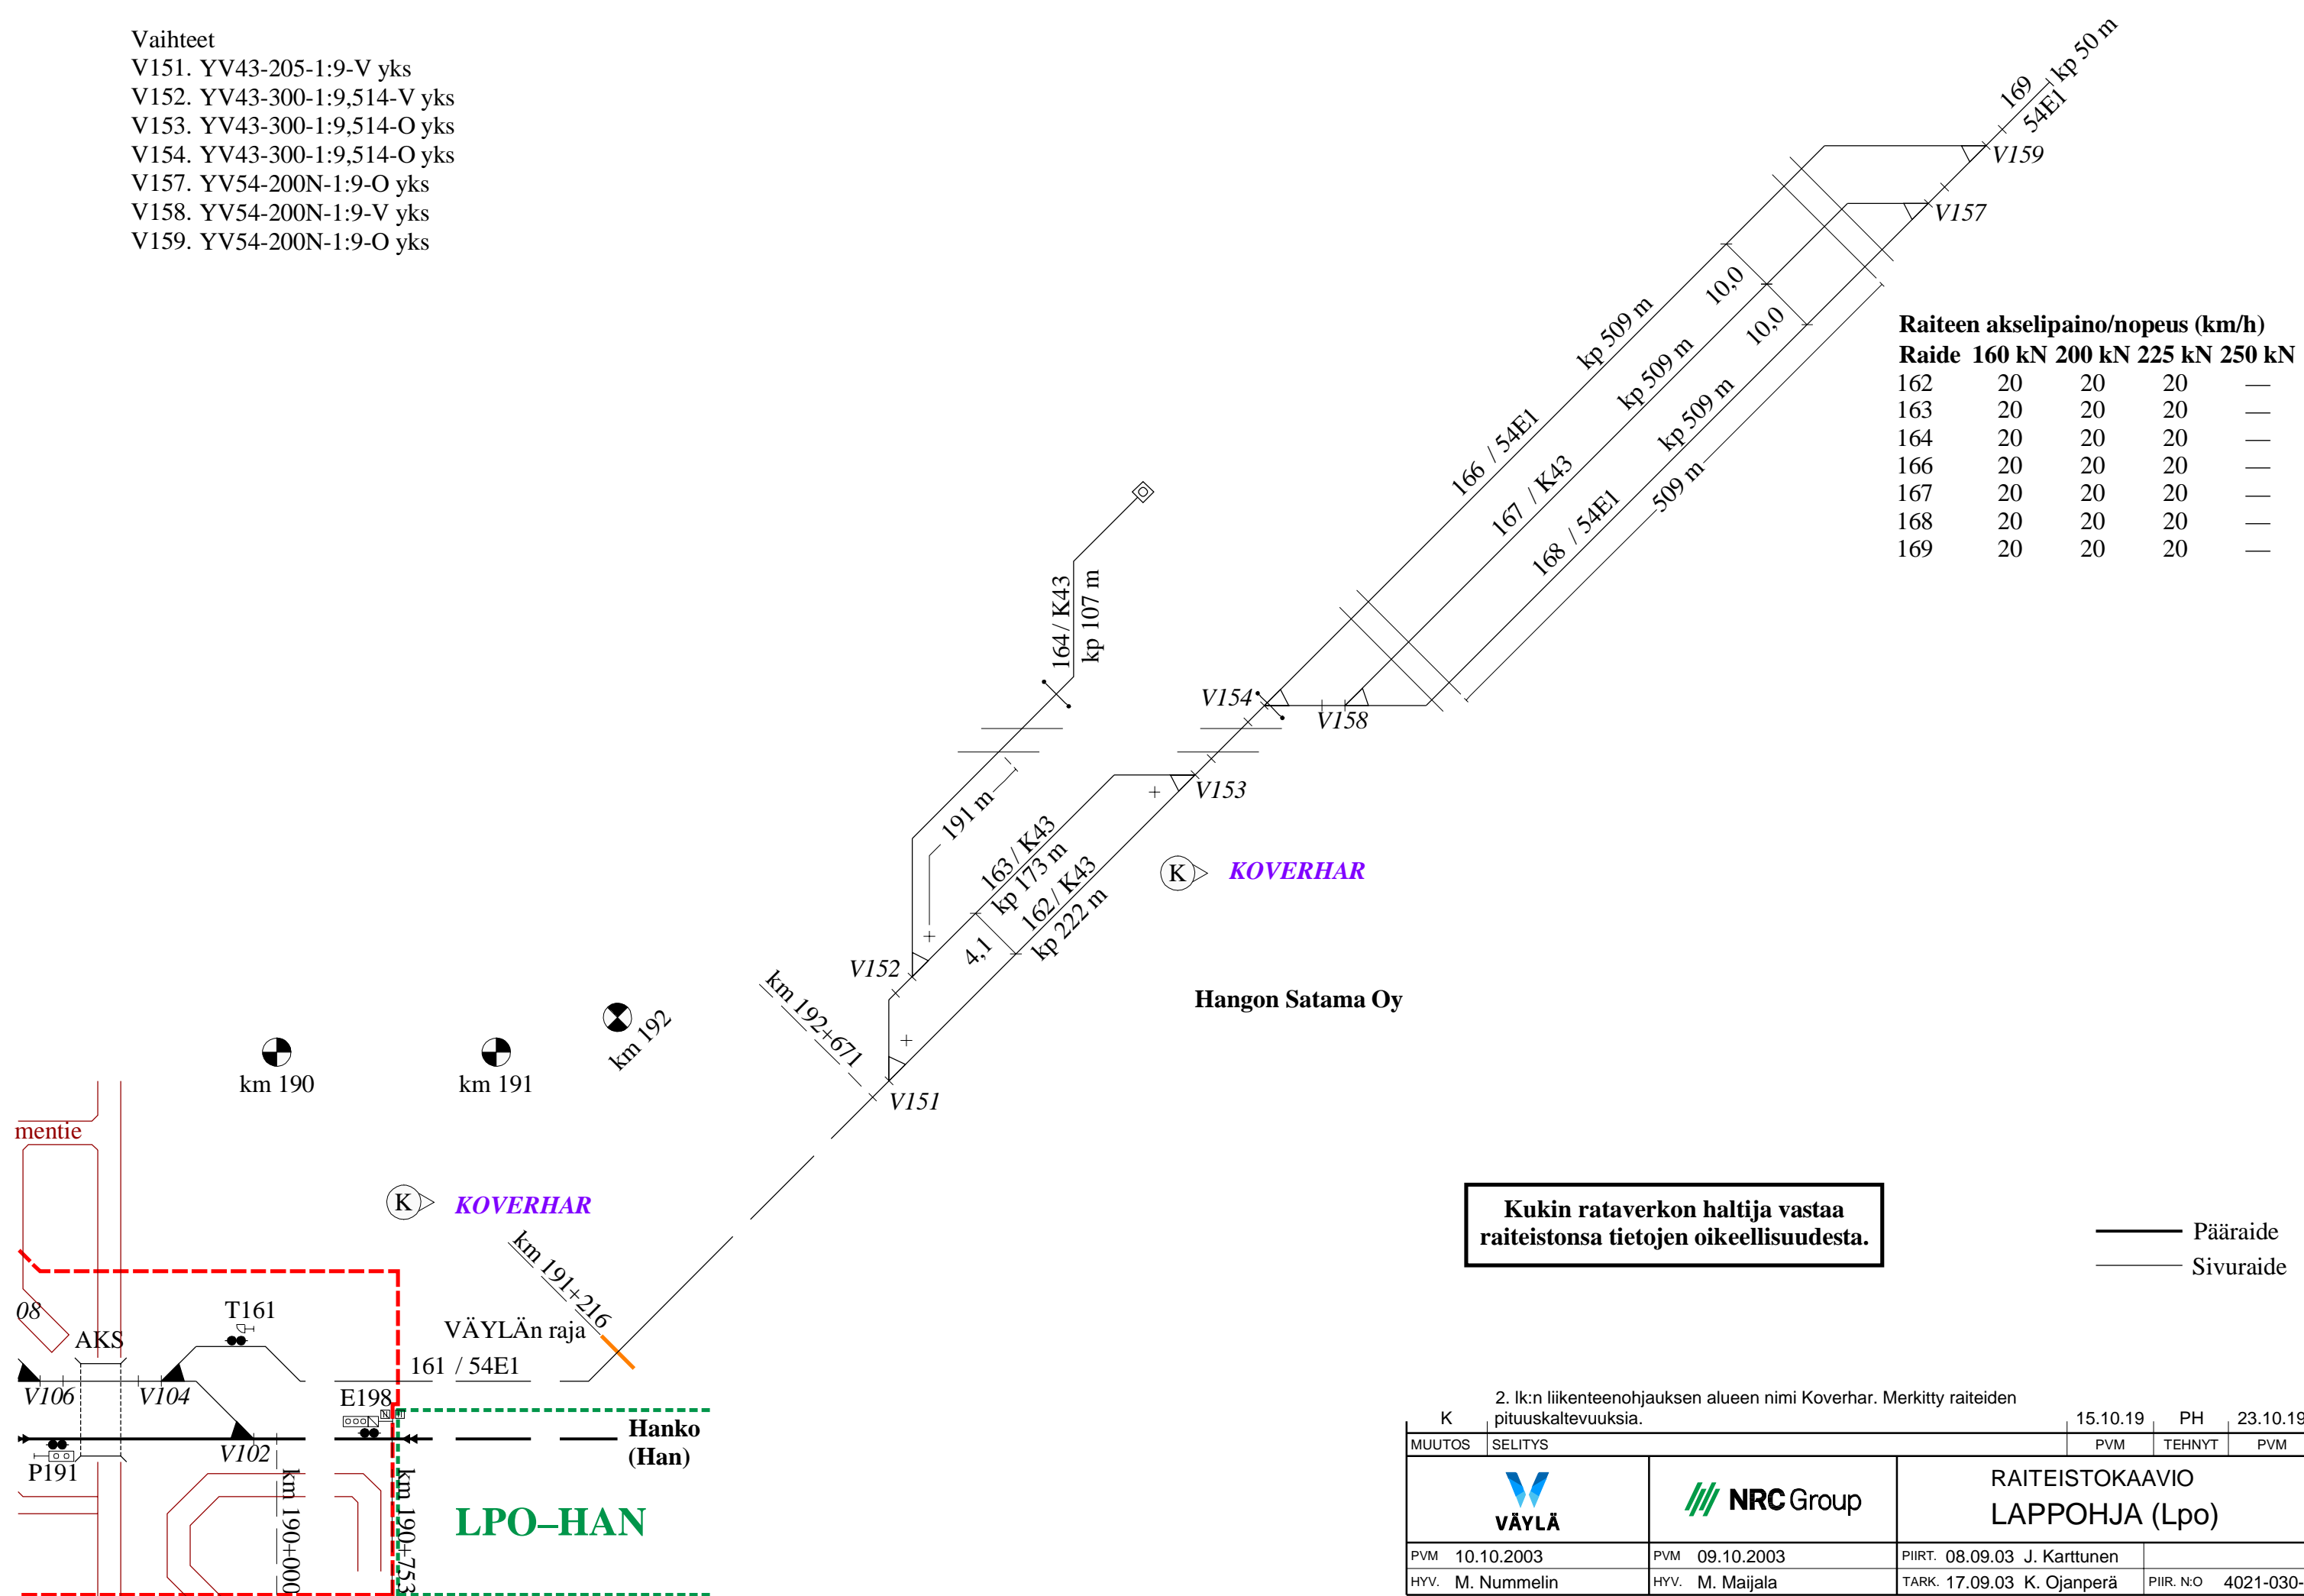 Vaihteet
V151. YV43-205-1:9-V yks
V152. YV43-300-1:9,514-V yks
V153. YV43-300-1:9,514-O yks
V154. YV43-300-1:9,514-O yks
V157. YV54-200N-1:9-O yks
V158. YV54-200N-1:9-V yks
V159. YV54-200N-1:9-O yks
169
kp 50 m
54E1
V159
V157
10,0
10,0
kp 509 m
kp 509 m
kp 509 m
166 / 54E1
167 / K43
168 / 54E1
509 m
Raiteen akselipaino/nopeus (km/h)
Raide 160 kN 200 kN 225 kN 250 kN
162 20 20 20 —
163 20 20 20 —
164 20 20 20 —
166 20 20 20 —
167 20 20 20 —
168 20 20 20 —
169 20 20 20 —
164 / K43
kp 107 m
V154
V158
V153
191 m
163 / K43
kp 173 m
162 / K43
kp 222 m
4,1
K KOVERHAR
V152
V151
km 192+671
Hangon Satama Oy
km 190
km 191
km 192
mentie
K KOVERHAR
km 191+216
VÄYLÄn raja
161 / 54E1
08
AKS
T161
V106
V104
E198
V102
P191
Hanko
(Han)
km 190+000
km 190+753
LPO–HAN
Kukin rataverkon haltija vastaa
raiteistonsa tietojen oikeellisuudesta.
Pääraide
Sivuraide
2. lk:n liikenteenohjauksen alueen nimi Koverhar. Merkitty raiteiden
K pituuskaltevuuksia. 15.10.19 PH 23.10.19
MUUTOS SELITYS PVM TEHNYT PVM
VÄYLÄ
NRC Group
RAITEISTOKAAVIO
LAPPOHJA (Lpo)
PVM 10.10.2003 PVM 09.10.2003 PIIRT. 08.09.03 J. Karttunen
HYV. M. Nummelin HYV. M. Maijala TARK. 17.09.03 K. Ojanperä PIIR. N:O 4021-030-